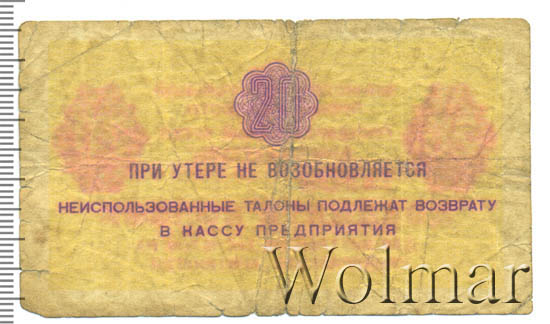 20
ПРИ УТЕРЕ НЕ ВОЗОБНОВЛЯЕТСЯ
НЕИСПОЛЬЗОВАННЫЕ ТАЛОНЫ ПОДЛЕЖАТ ВОЗВРАТУ
В КАССУ ПРЕДПРИЯТИЯ
Wolmar